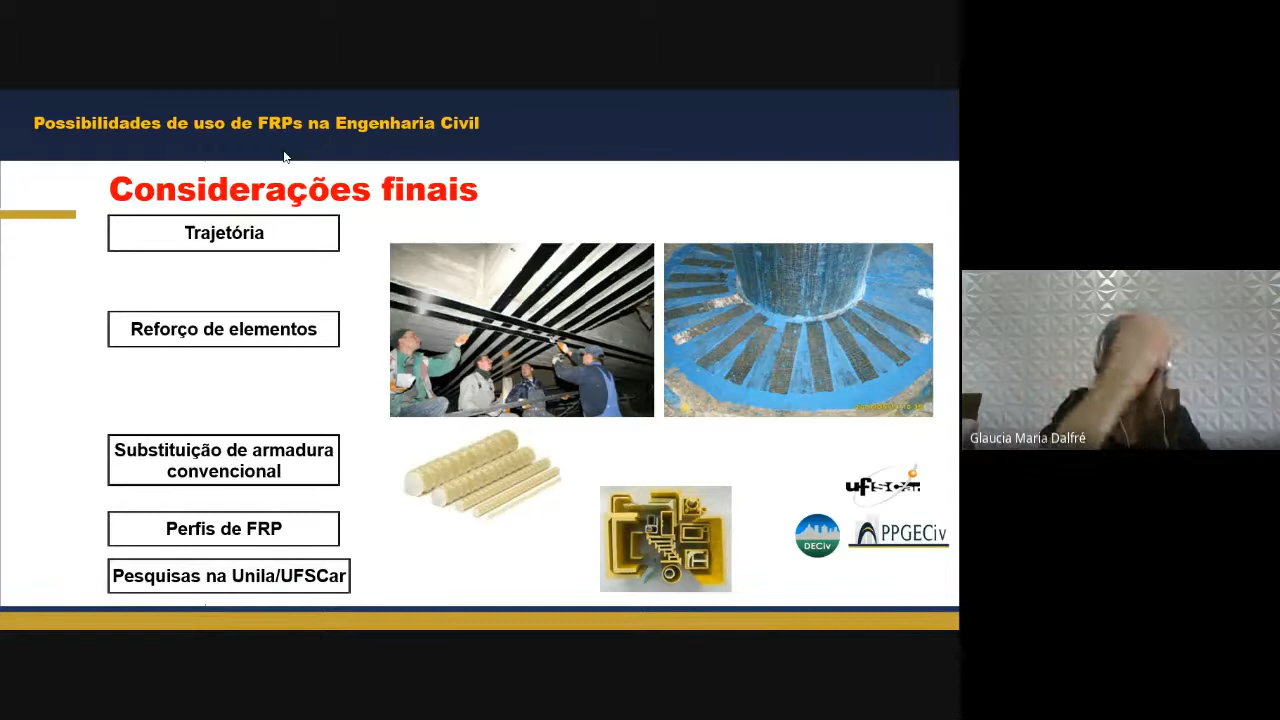 Possibilidades de uso de FRPs na Engenharia Civil
Considerações finais
Trajetória
Reforço de elementos
Substituição de armadura
convencional
Perfis de FRP
Pesquisas na Unila/UFSCar
ufscar
DECiv
PPGECiv
Glaucia Maria Dalfré